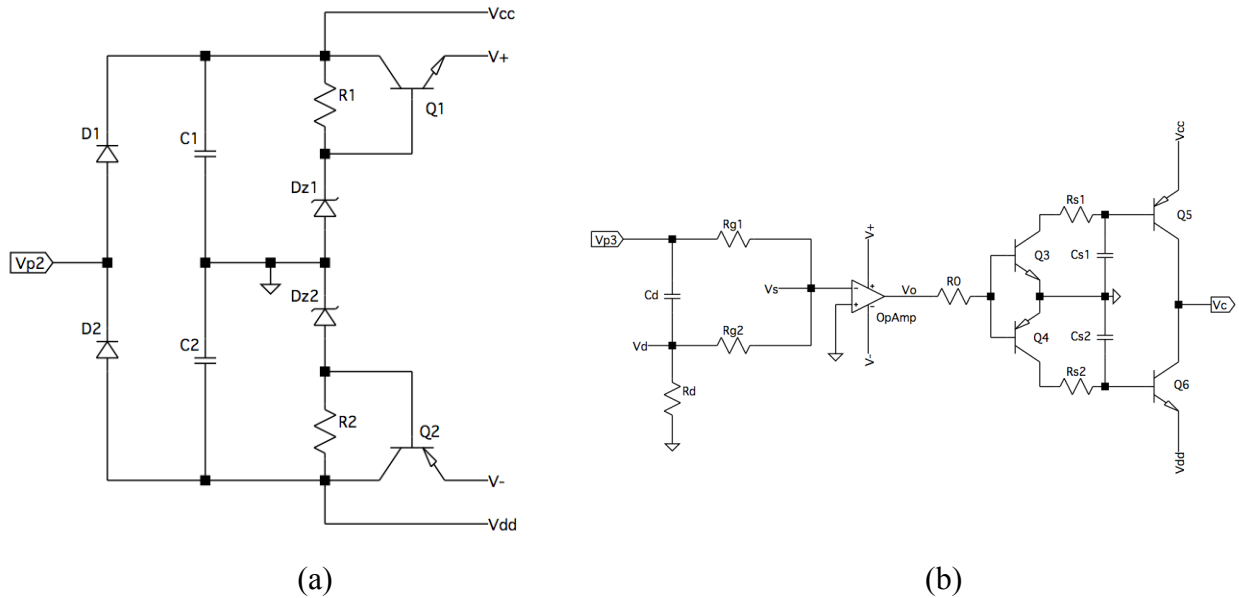 Vcc
V+
R1
Q1
D1
C1
Dz1
Vp2
Dz2
D2
C2
R2
Q2
V-
Vdd
(a)
Vcc
Rs1
Q5
Rg1
Vp3
V+
Q3
Cs1
Cd
Vs
Vo
R0
Vc
OpAmp
Vd
Rg2
V-
Q4
Cs2
Rs2
Q6
Rd
Vdd
(b)